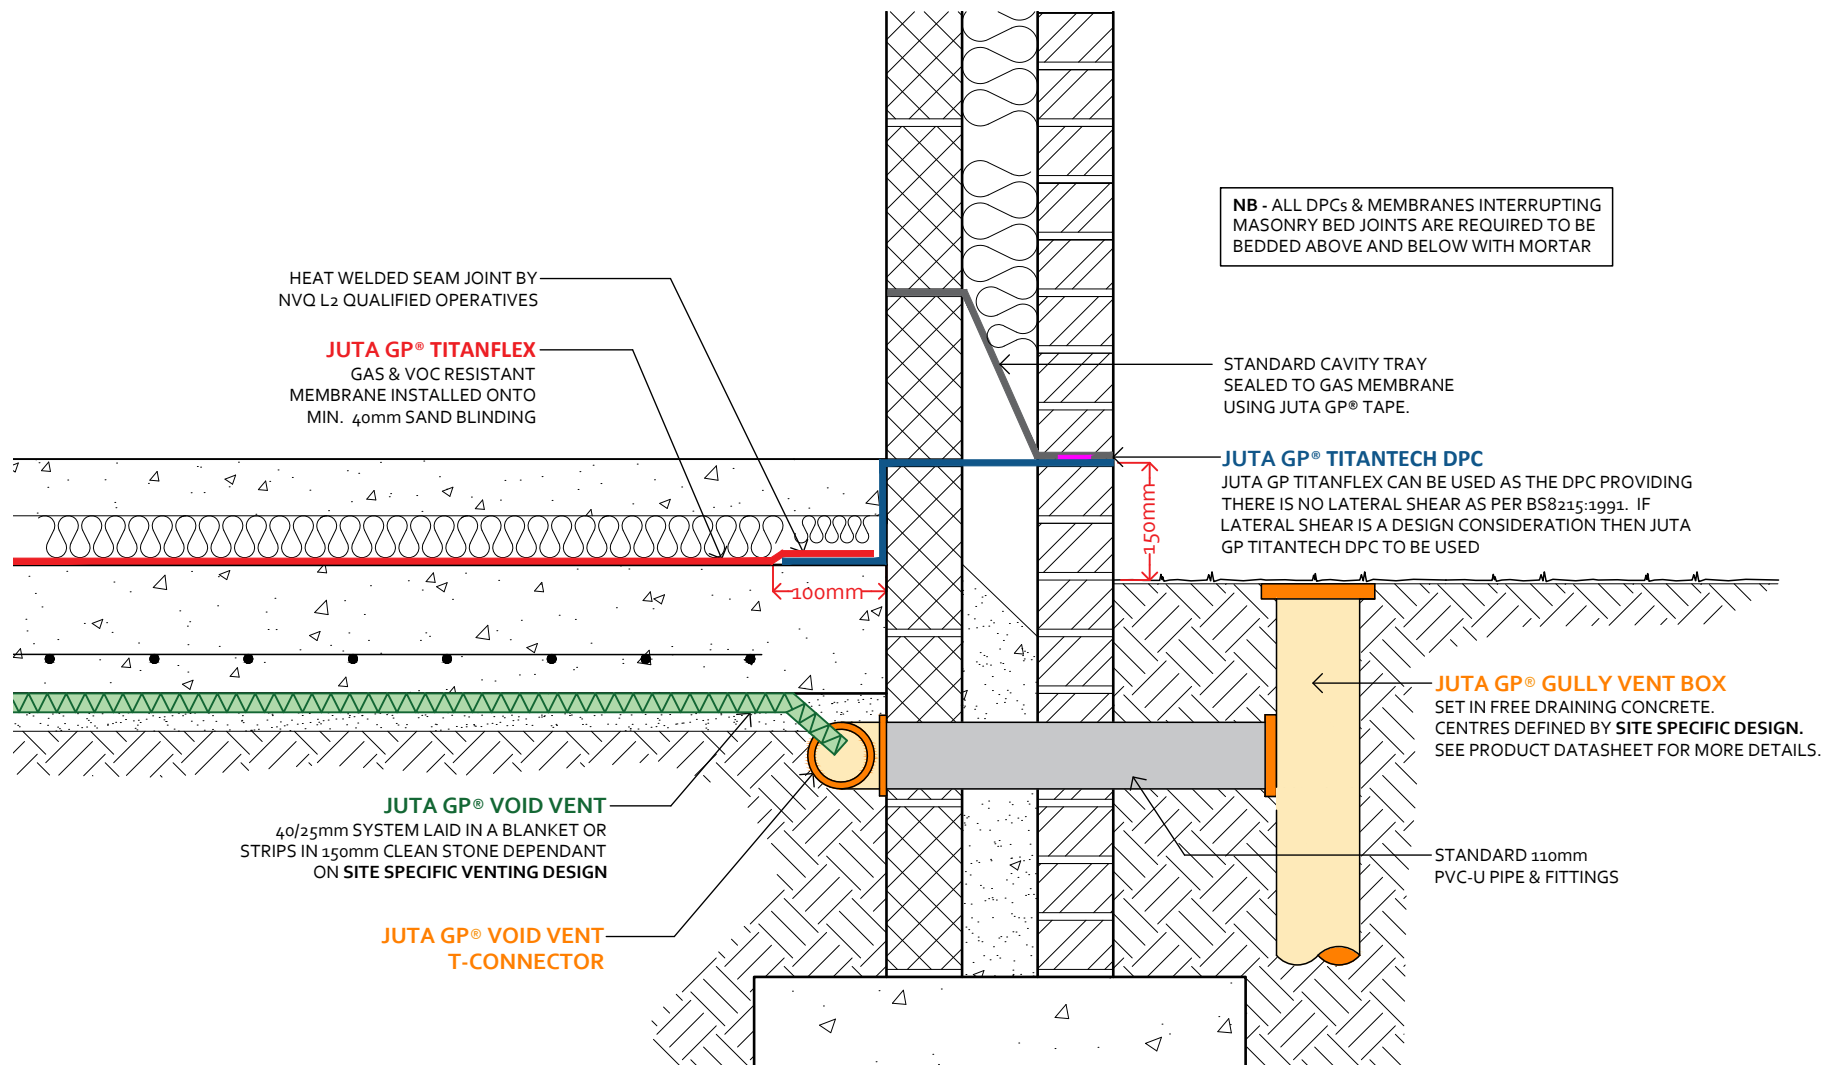 NB - ALL DPCs & MEMBRANES INTERRUPTING
MASONRY BED JOINTS ARE REQUIRED TO BE
BEDDED ABOVE AND BELOW WITH MORTAR
HEAT WELDED SEAM JOINT BY
NVQ L2 QUALIFIED OPERATIVES
JUTA GP® TITANFLEX
GAS & VOC RESISTANT
MEMBRANE INSTALLED ONTO
MIN. 40mm SAND BLINDING
STANDARD CAVITY TRAY
SEALED TO GAS MEMBRANE
USING JUTA GP® TAPE.
JUTA GP® TITANTECH DPC
JUTA GP TITANFLEX CAN BE USED AS THE DPC PROVIDING
THERE IS NO LATERAL SHEAR AS PER BS8215:1991. IF
LATERAL SHEAR IS A DESIGN CONSIDERATION THEN JUTA
GP TITANTECH DPC TO BE USED
150mm
100mm
JUTA GP® GULLY VENT BOX
SET IN FREE DRAINING CONCRETE.
CENTRES DEFINED BY SITE SPECIFIC DESIGN.
SEE PRODUCT DATASHEET FOR MORE DETAILS.
JUTA GP® VOID VENT
40/25mm SYSTEM LAID IN A BLANKET OR
STRIPS IN 150mm CLEAN STONE DEPENDANT
ON SITE SPECIFIC VENTING DESIGN
STANDARD 110mm
PVC-U PIPE & FITTINGS
JUTA GP® VOID VENT
T-CONNECTOR